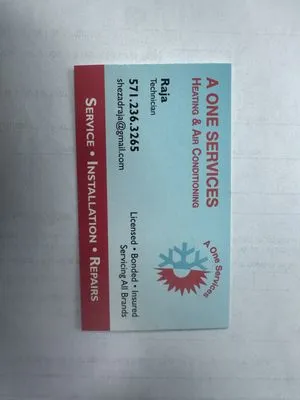 A ONE SERVICES
HEATING & AIR CONDITIONING
A One Services
Raja
Technician
571.236.3265
shezadraja@gmail.com
Licensed • Bonded • Insured
Servicing All Brands
SERVICE • INSTALLATION • REPAIRS